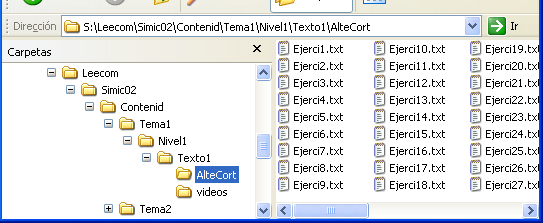 Dirección S:\Leecom\Simic02\Contenid\Tema1\Nivel1\Texto1\AlteCort Ir
Carpetas
Leecom
Simic02
Contenid
Tema1
Nivel1
Texto1
AlteCort
videos
Tema2
Ejerci1.txt Ejerci10.txt Ejerci19.txt
Ejerci2.txt Ejerci11.txt Ejerci20.txt
Ejerci3.txt Ejerci12.txt Ejerci21.txt
Ejerci4.txt Ejerci13.txt Ejerci22.txt
Ejerci5.txt Ejerci14.txt Ejerci23.txt
Ejerci6.txt Ejerci15.txt Ejerci24.txt
Ejerci7.txt Ejerci16.txt Ejerci25.txt
Ejerci8.txt Ejerci17.txt Ejerci26.txt
Ejerci9.txt Ejerci18.txt Ejerci27.txt